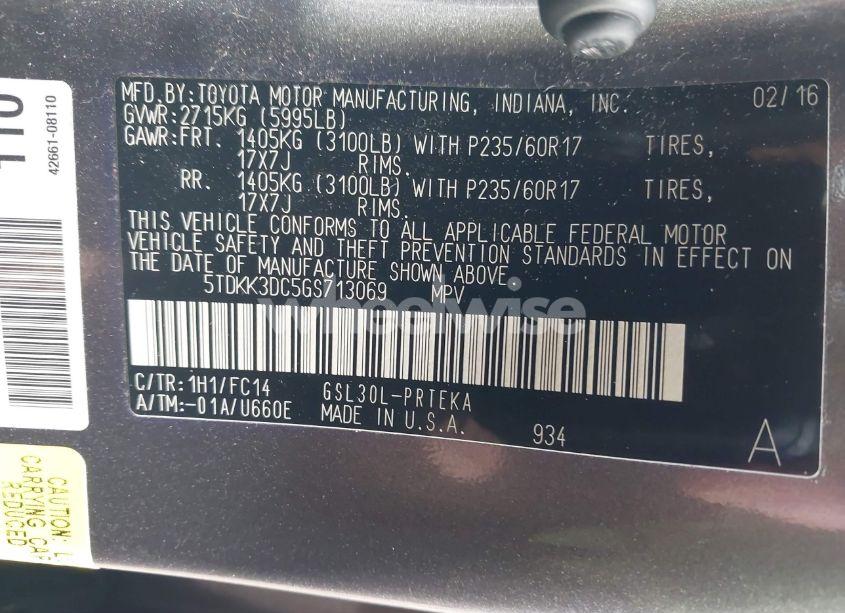 MFD.BY:TOYOTA MOTOR MANUFACTURING, INDIANA, INC. 02/16
GVWR:2715KG (5995LB)
GAWR:FRT. 1405KG (3100LB) WITH P235/60R17 TIRES,
17X7J RIMS.
RR. 1405KG (3100LB) WITH P235/60R17 TIRES,
17X7J RIMS.
THIS VEHICLE CONFORMS TO ALL APPLICABLE FEDERAL MOTOR
VEHICLE SAFETY AND THEFT PREVENTION STANDARDS IN EFFECT ON
THE DATE OF MANUFACTURE SHOWN ABOVE.
5TDKK3DC5GS713069 MPV
C/TR:1H1/FC14 GSL30L-PRTEKA
A/TM:-01A/U660E MADE IN U.S.A.
934 A
42661-08110
CAUTION:
CARRYING
REDUCED
wheelwise